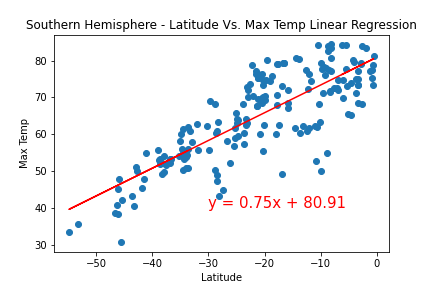 Southern Hemisphere - Latitude Vs. Max Temp Linear Regression
Max Temp
80
70
60
50
40
30
y = 0.75x + 80.91
−50 −40 −30 −20 −10 0
Latitude